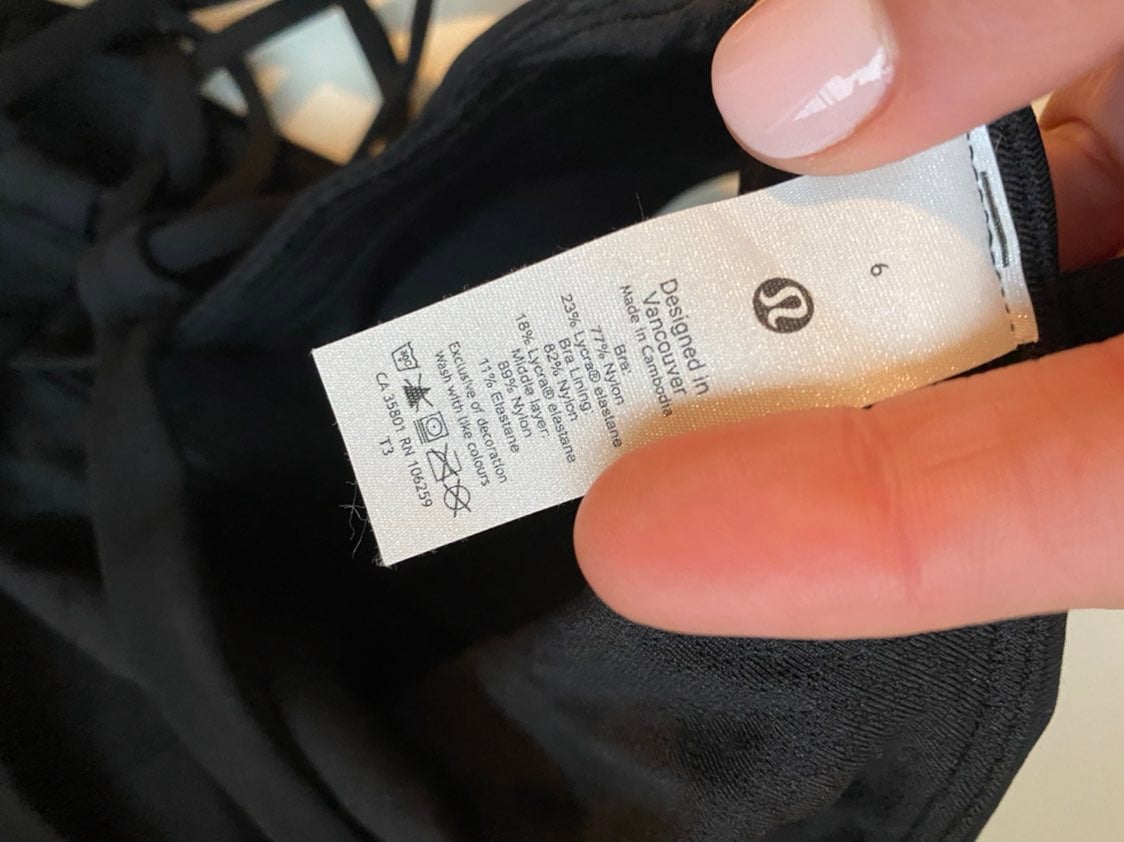 6
Designed in
Vancouver
Made in Cambodia
Bra:
77% Nylon
23% Lycra® elastane
Bra Lining:
82% Nylon
18% Lycra® elastane
Middle layer:
89% Nylon
11% Elastane
Exclusive of decoration
Wash with like colours
CA 35801 RN 106259
T3